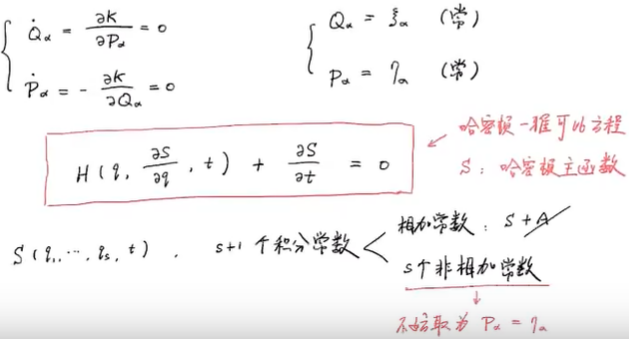 Q̇α = ∂K/∂Pα = 0
Ṗα = - ∂K/∂Qα = 0
Qα = ξα (常)
Pα = ηα (常)
H(q, ∂S/∂q, t) + ∂S/∂t = 0
哈密顿-雅可比方程
S: 哈密顿主函数
S(q₁, ⋯, qs, t).
s+1 个积分常数
相加常数: S + A
s个非相加常数
不妨取为 Pα = ηα